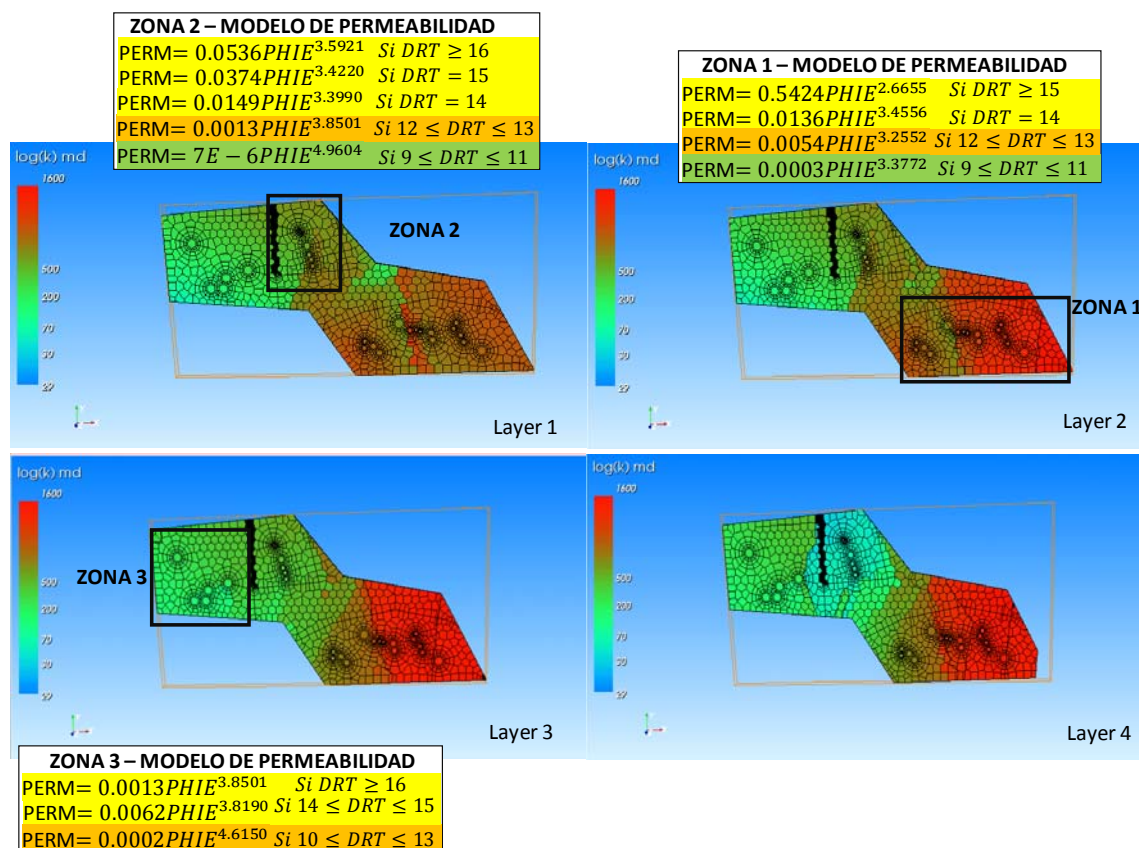 ZONA 2 – MODELO DE PERMEABILIDAD
PERM= 0.0536PHIE^3.5921 Si DRT ≥ 16
PERM= 0.0374PHIE^3.4220 Si DRT = 15
PERM= 0.0149PHIE^3.3990 Si DRT = 14
PERM= 0.0013PHIE^3.8501 Si 12 ≤ DRT ≤ 13
PERM= 7E − 6PHIE^4.9604 Si 9 ≤ DRT ≤ 11
ZONA 1 – MODELO DE PERMEABILIDAD
PERM= 0.5424PHIE^2.6655 Si DRT ≥ 15
PERM= 0.0136PHIE^3.4556 Si DRT = 14
PERM= 0.0054PHIE^3.2552 Si 12 ≤ DRT ≤ 13
PERM= 0.0003PHIE^3.3772 Si 9 ≤ DRT ≤ 11
log(k) md
1600
500
200
70
30
ZONA 2
Layer 1
log(k) md
1600
500
200
70
30
ZONA 1
Layer 2
log(k) md
1600
500
200
70
30
ZONA 3
Layer 3
log(k) md
1600
500
200
70
30
Layer 4
ZONA 3 – MODELO DE PERMEABILIDAD
PERM= 0.0013PHIE^3.8501 Si DRT ≥ 16
PERM= 0.0062PHIE^3.8190 Si 14 ≤ DRT ≤ 15
PERM= 0.0002PHIE^4.6150 Si 10 ≤ DRT ≤ 13